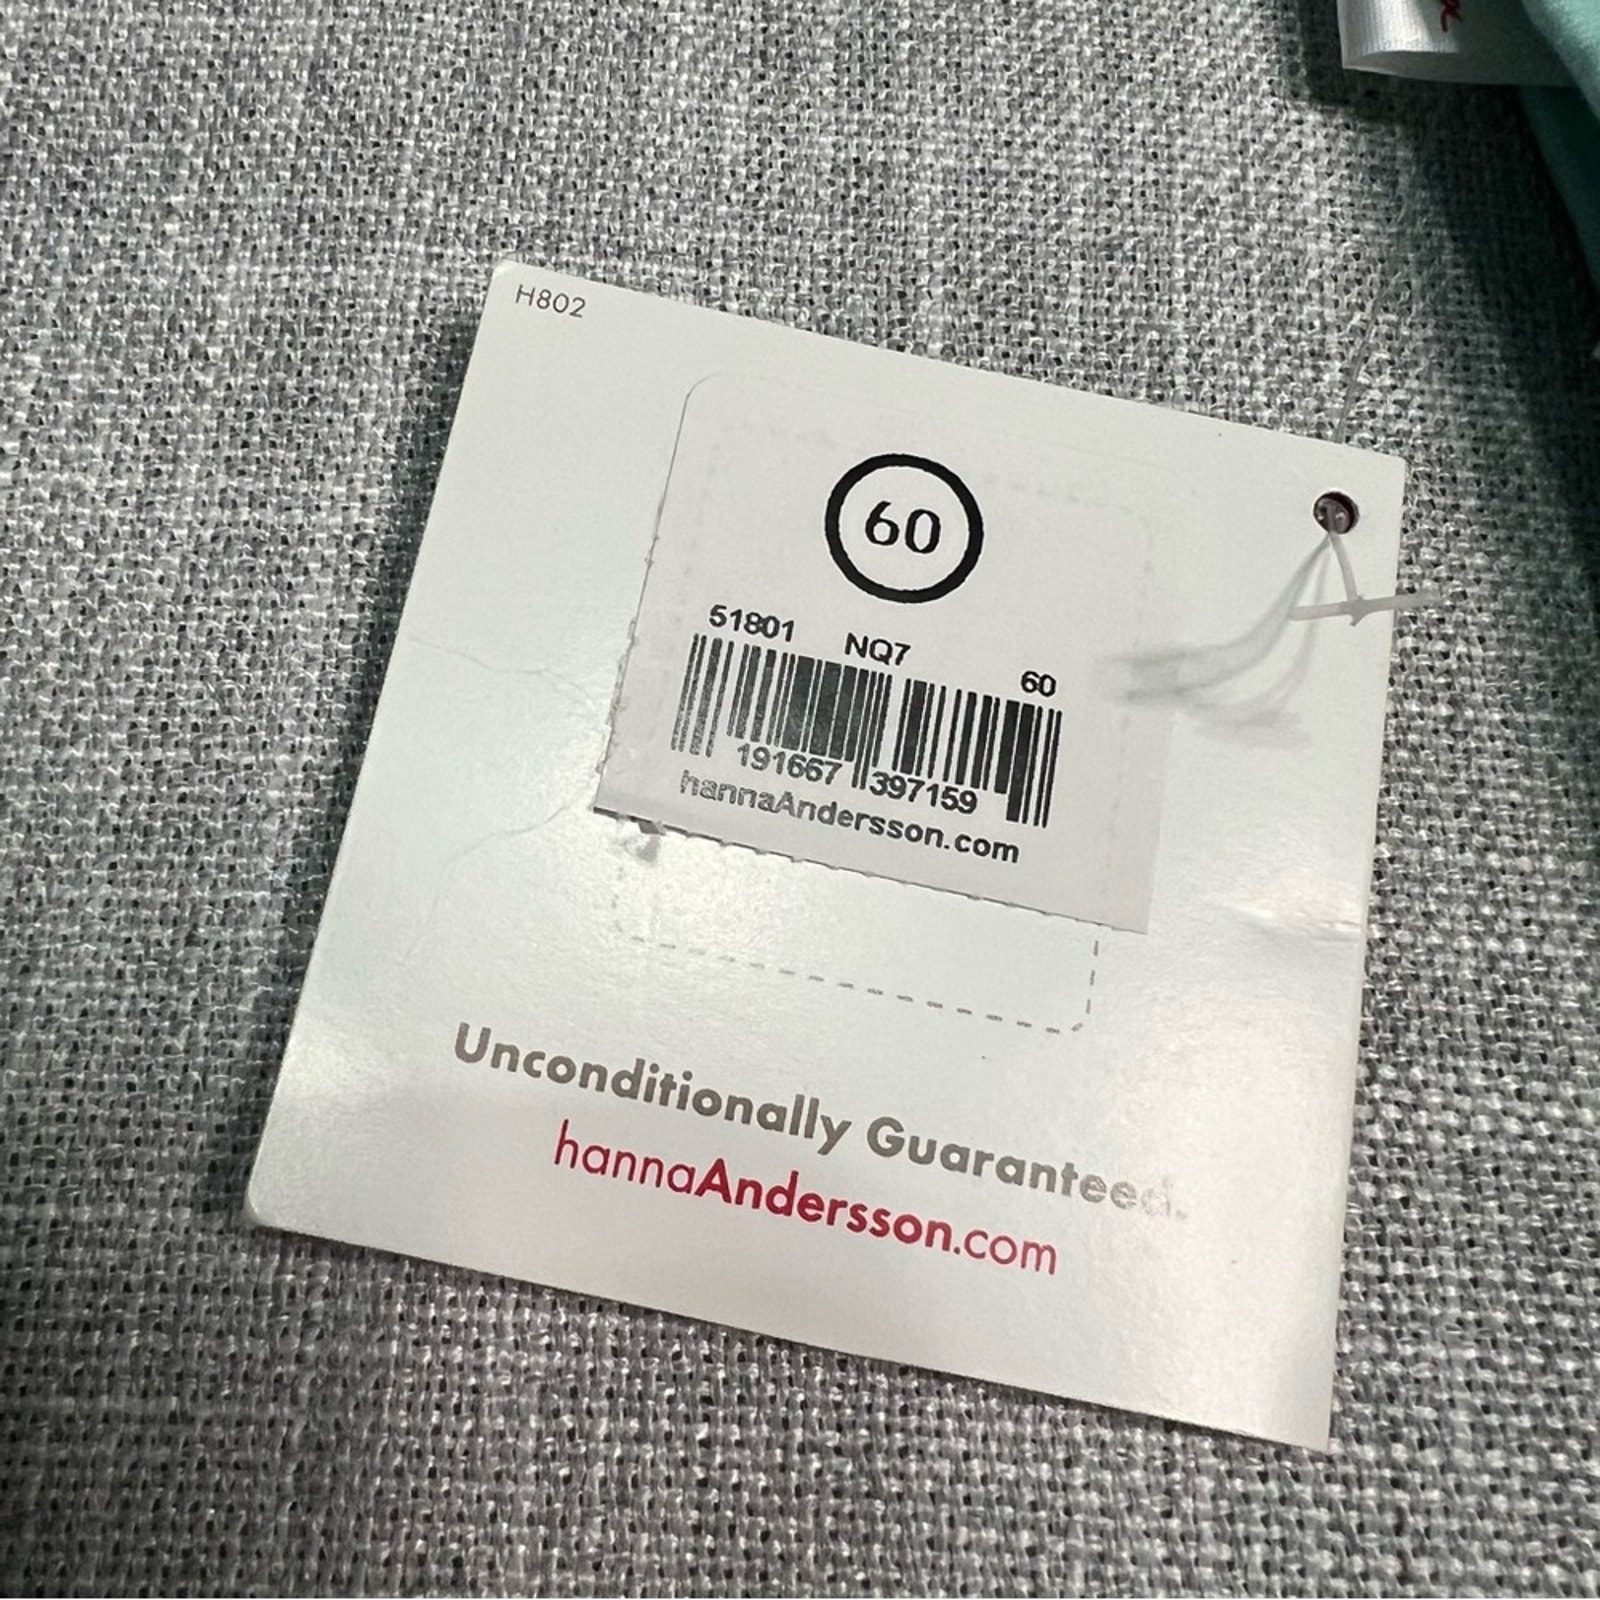 H802
60
51801 NQ7 60
191667 397159
hannaAndersson.com
Unconditionally Guaranteed.
hannaAndersson.com